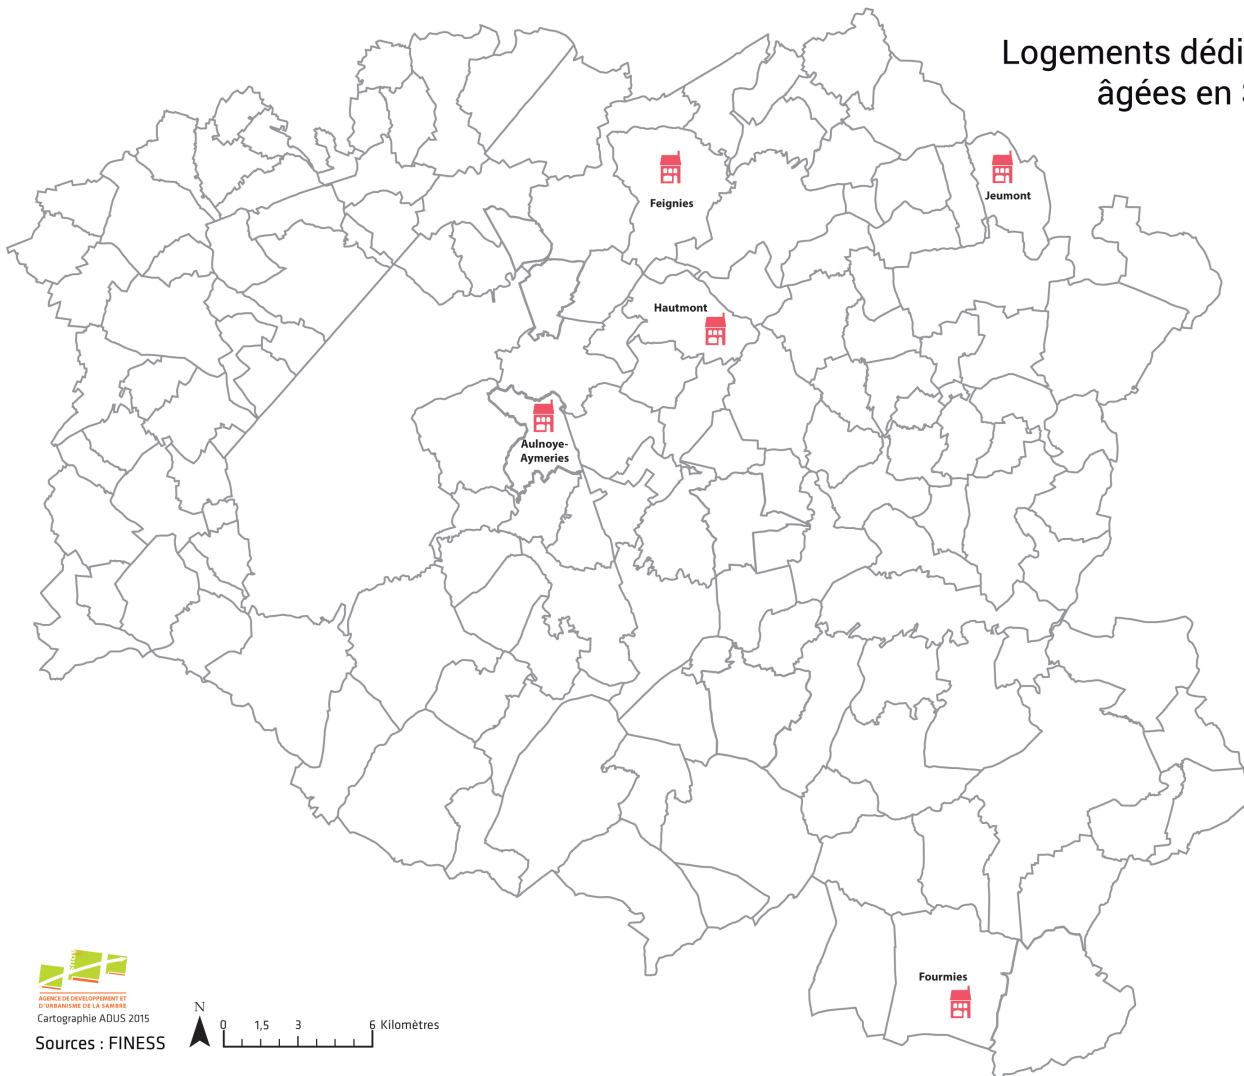 Logements dédi
âgées en S
Feignies
Jeumont
Hautmont
Aulnoye-
Aymeries
Fourmies
AGENCE DE DEVELOPPEMENT ET
D'URBANISME DE LA SAMBRE
Cartographie ADUS 2015
Sources : FINESS
N
0 1,5 3 6 Kilomètres